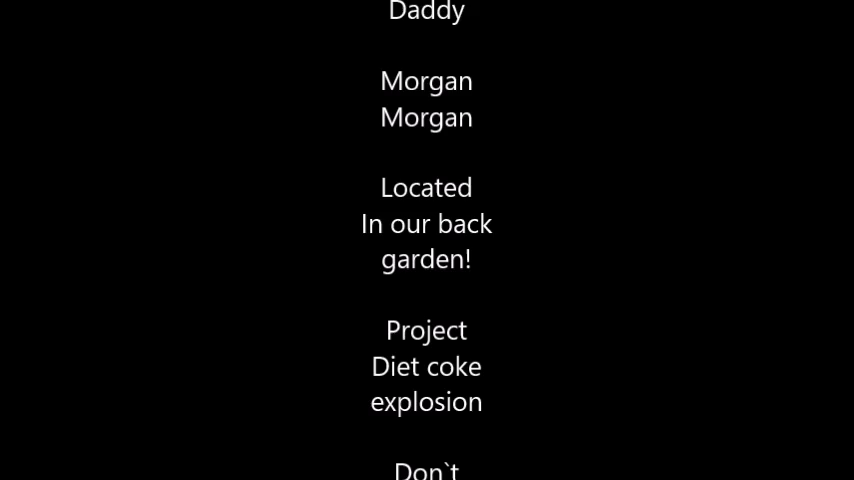 Daddy
Morgan
Morgan
Located
In our back
garden!
Project
Diet coke
explosion
Don`t